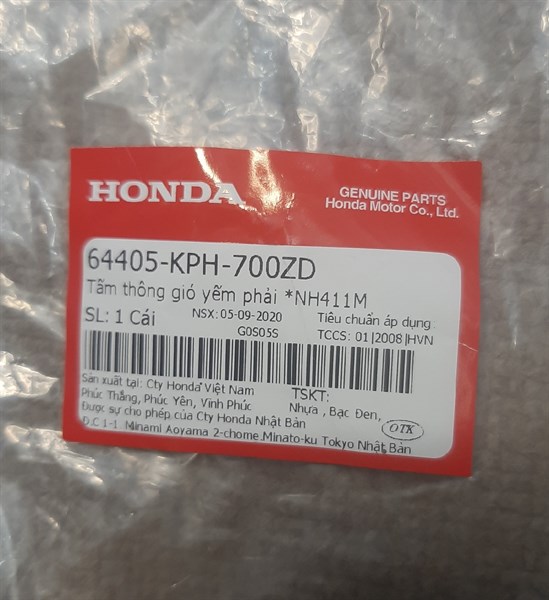 HONDA
GENUINE PARTS
Honda Motor Co., Ltd.
64405-KPH-700ZD
Tấm thông gió yếm phải *NH411M
SL: 1 Cái
NSX: 05-09-2020
Tiêu chuẩn áp dụng:
G0S05S
TCCS: 01|2008|HVN
Sản xuất tại: Cty Honda Việt Nam
Phúc Thắng, Phúc Yên, Vĩnh Phúc
Được sự cho phép của Cty Honda Nhật Bản
D.C 1-1 Minami Aoyama 2-chome Minato-ku Tokyo Nhật Bản
TSKT:
Nhựa , Bạc Đen,
OTK